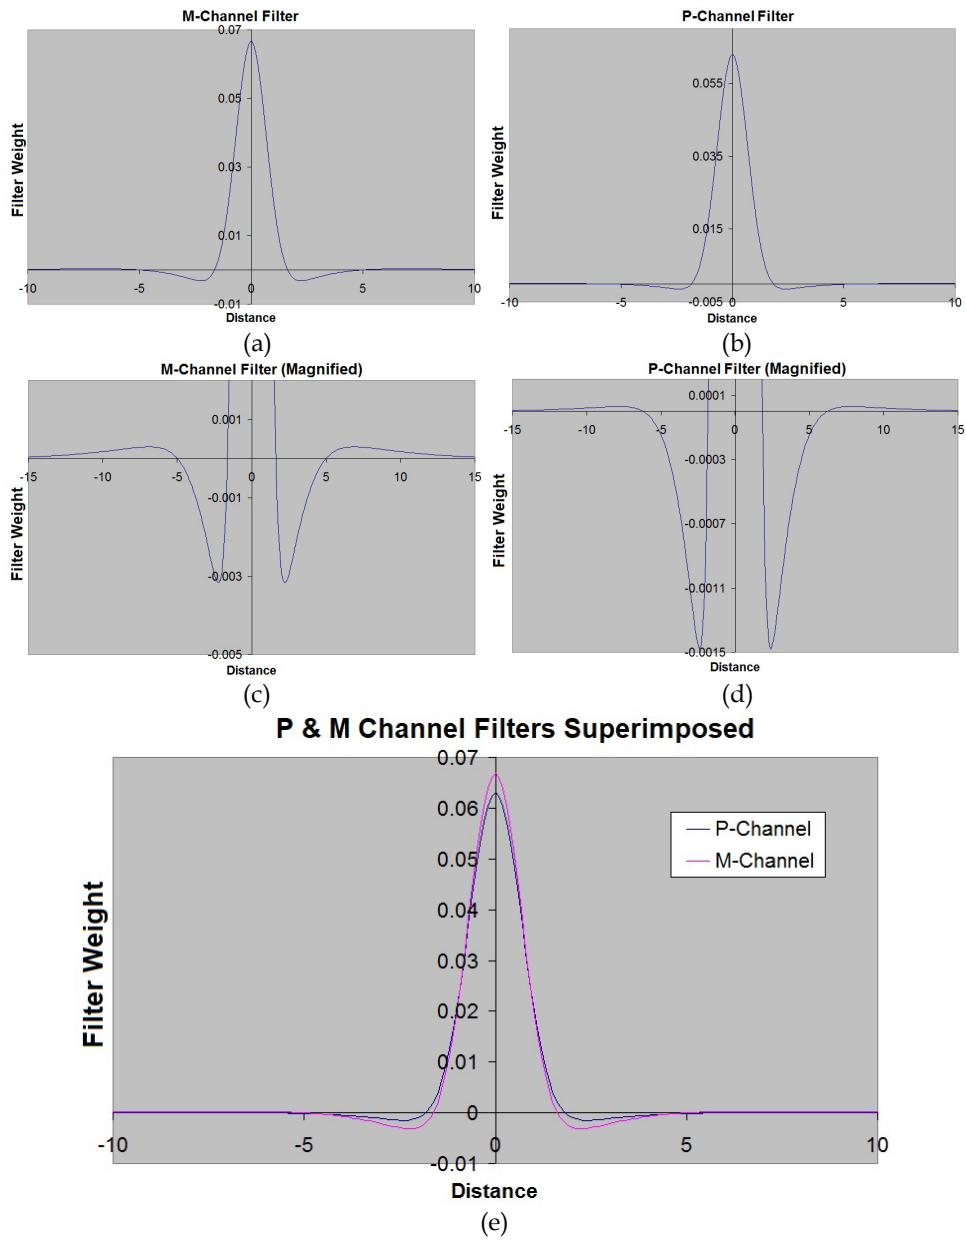 M-Channel Filter
0.07
0.05
0.03
0.01
-0.01
-10 -5 0 5 10
Filter Weight
Distance
(a)
P-Channel Filter
0.055
0.035
0.015
-0.005
-10 -5 0 5 10
Filter Weight
Distance
(b)
M-Channel Filter (Magnified)
0.001
-0.001
-0.003
-0.005
-15 -10 -5 0 5 10 15
Filter Weight
Distance
(c)
P-Channel Filter (Magnified)
0.0001
-0.0003
-0.0007
-0.0011
-0.0015
-15 -10 -5 0 5 10 15
Filter Weight
Distance
(d)
P & M Channel Filters Superimposed
0.07
0.06
0.05
0.04
0.03
0.02
0.01
0
-0.01
-10 -5 0 5 10
P-Channel
M-Channel
Filter Weight
Distance
(e)